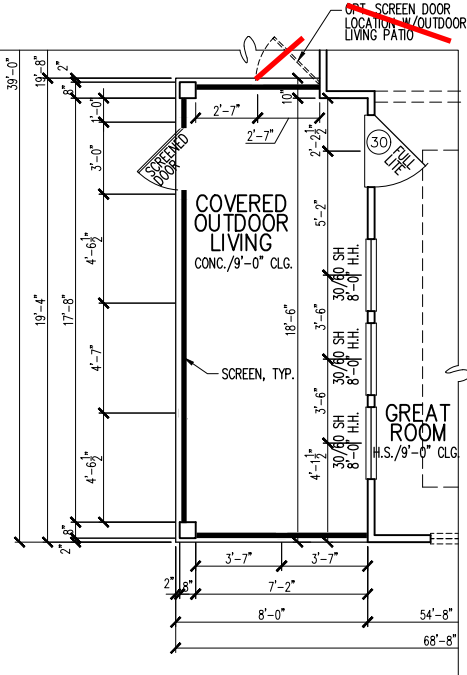 OPT. SCREEN DOOR
LOCATION W/OUTDOOR
LIVING PATIO
39'-0"
19'-8"
2"
8"
1'-0"
3'-0"
4'-6½"
4'-7"
4'-6½"
8"
2"
19'-4"
17'-8"
SCREENED
DOOR
2'-7"
2'-7"
10"
2'-2½"
5'-2"
3'-6"
3'-6"
4'-1½"
18'-6"
COVERED
OUTDOOR
LIVING
CONC./9'-0" CLG.
SCREEN, TYP.
30
FULL
LITE
30/60 SH
8'-0" H.H.
30/60 SH
8'-0" H.H.
30/60 SH
8'-0" H.H.
GREAT
ROOM
H.S./9'-0" CLG.
3'-7"
3'-7"
2"
8"
7'-2"
8'-0"
54'-8"
68'-8"